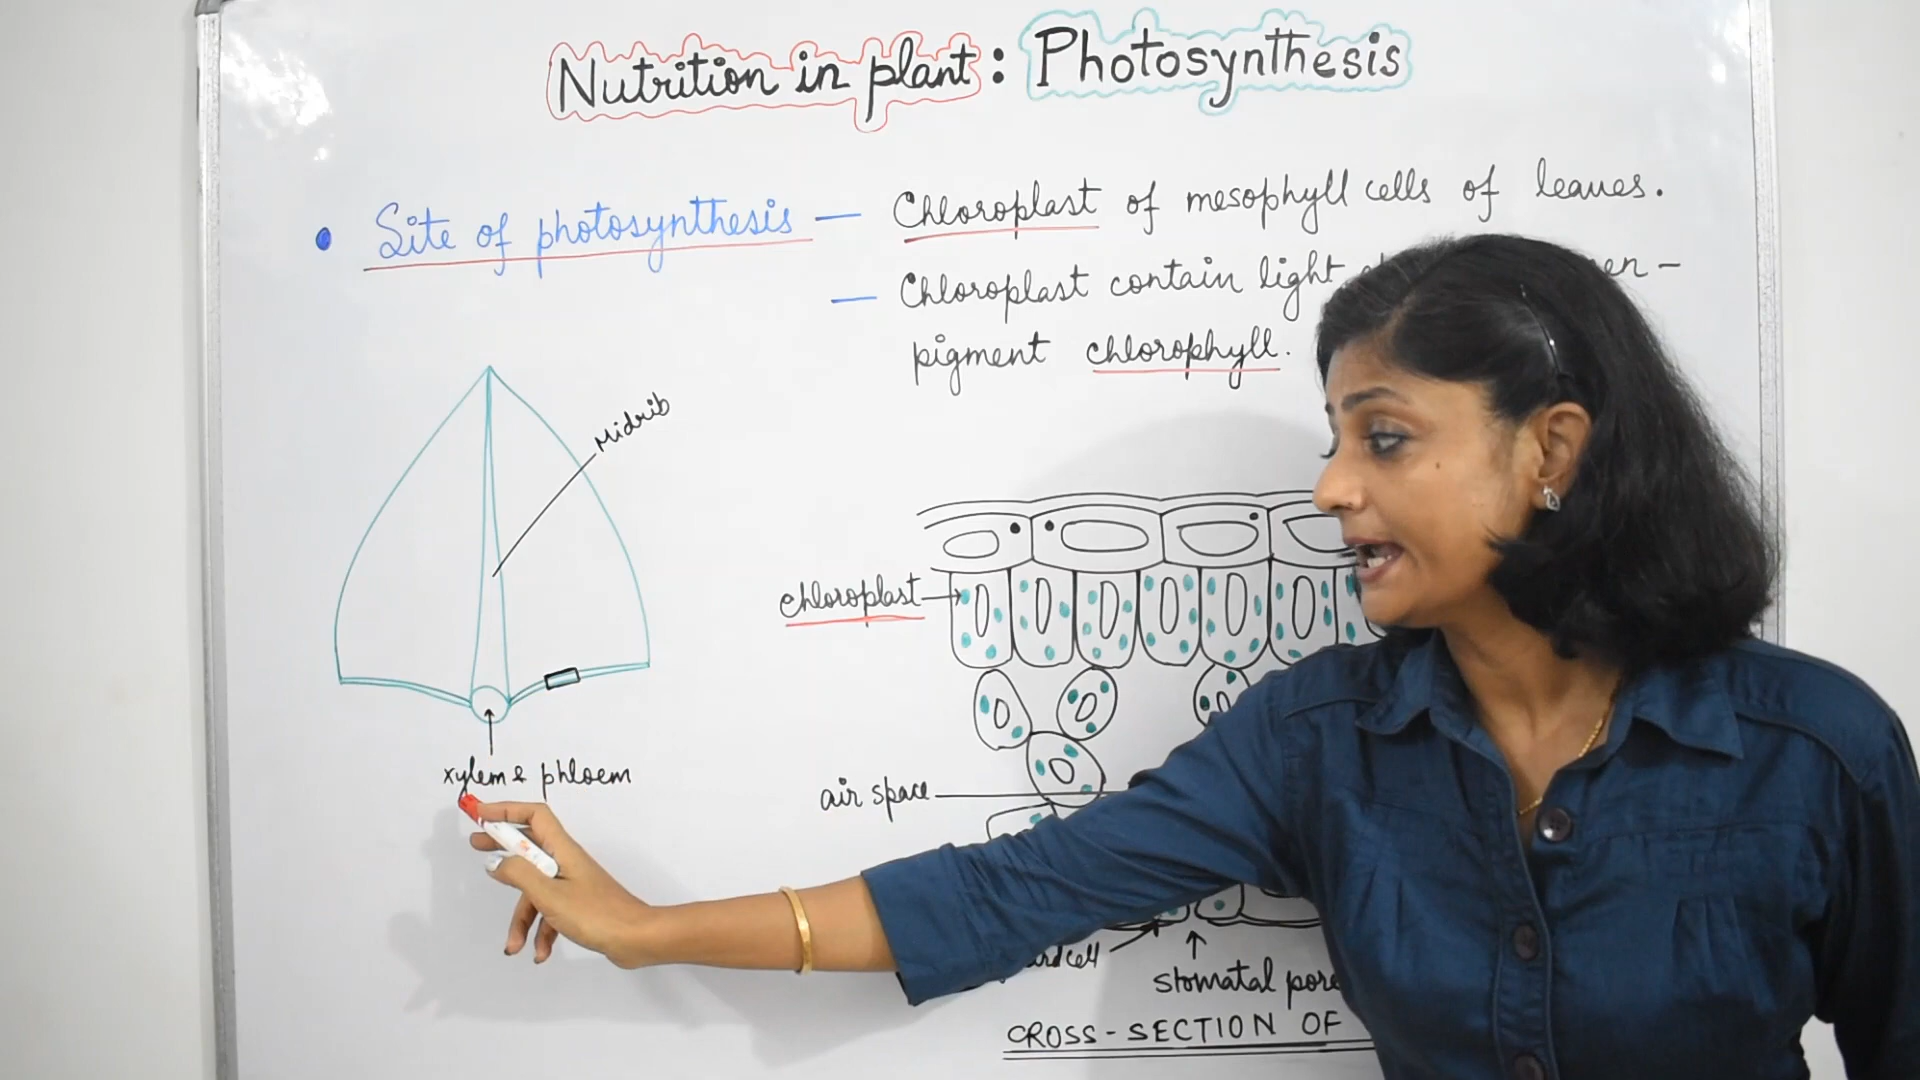 Nutrition in plant : Photosynthesis
• Site of photosynthesis — Chloroplast of mesophyll cells of leaves.
— Chloroplast contain light
pigment chlorophyll.
Midrib
chloroplast
xylem & phloem
air space
stomatal pore
CROSS-SECTION OF